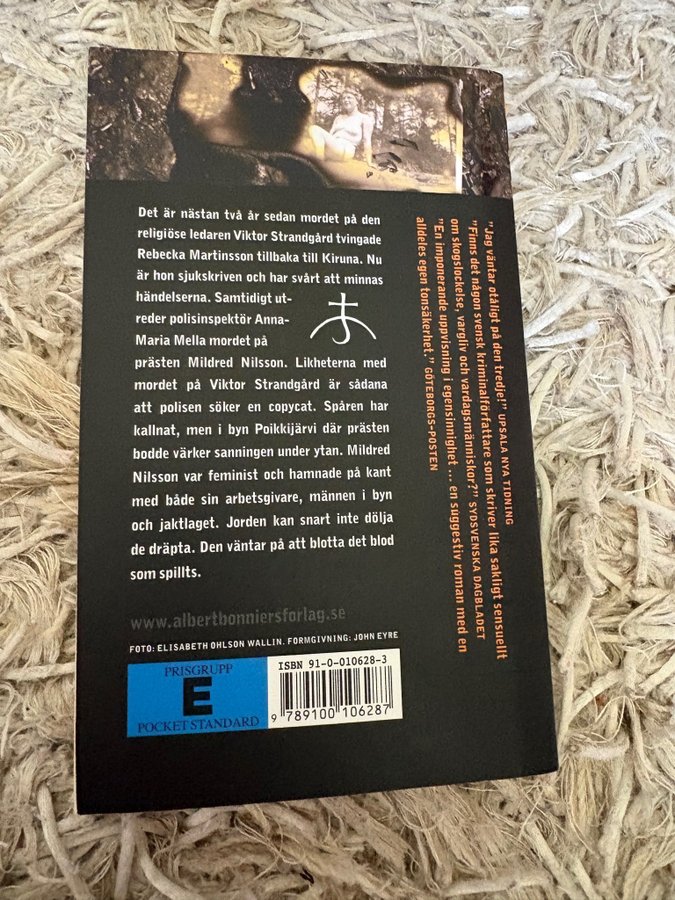 Det är nästan två år sedan mordet på den
religiöse ledaren Viktor Strandgård tvingade
Rebecka Martinsson tillbaka till Kiruna. Nu
är hon sjukskriven och har svårt att minnas
händelserna. Samtidigt ut-
reder polisinspektör Anna-
Maria Mella mordet på
prästen Mildred Nilsson. Likheterna med
mordet på Viktor Strandgård är sådana
att polisen söker en copycat. Spåren har
kallnat, men i byn Poikkijärvi där prästen
bodde värker sanningen under ytan. Mildred
Nilsson var feminist och hamnade på kant
med både sin arbetsgivare, männen i byn
och jaktlaget. Jorden kan snart inte dölja
de dräpta. Den väntar på att blotta det blod
som spillts.
www.albertbonniersforlag.se
FOTO: ELISABETH OHLSON WALLIN. FORMGIVNING: JOHN EYRE
PRISGRUPP
E
POCKET STANDARD
ISBN 91-0-010628-3
9 789100 106287
"Jag väntar otåligt på den tredje!" UPSALA NYA TIDNING
"Finns det någon svensk kriminalförfattare som skriver lika sakligt sensuellt
om skogslockelse, vargliv och vardagsmänniskor?" SYDSVENSKA DAGBLADET
"En imponerande uppvisning i egensinnighet ... en suggestiv roman med en
alldeles egen tonsäkerhet." GÖTEBORGS-POSTEN